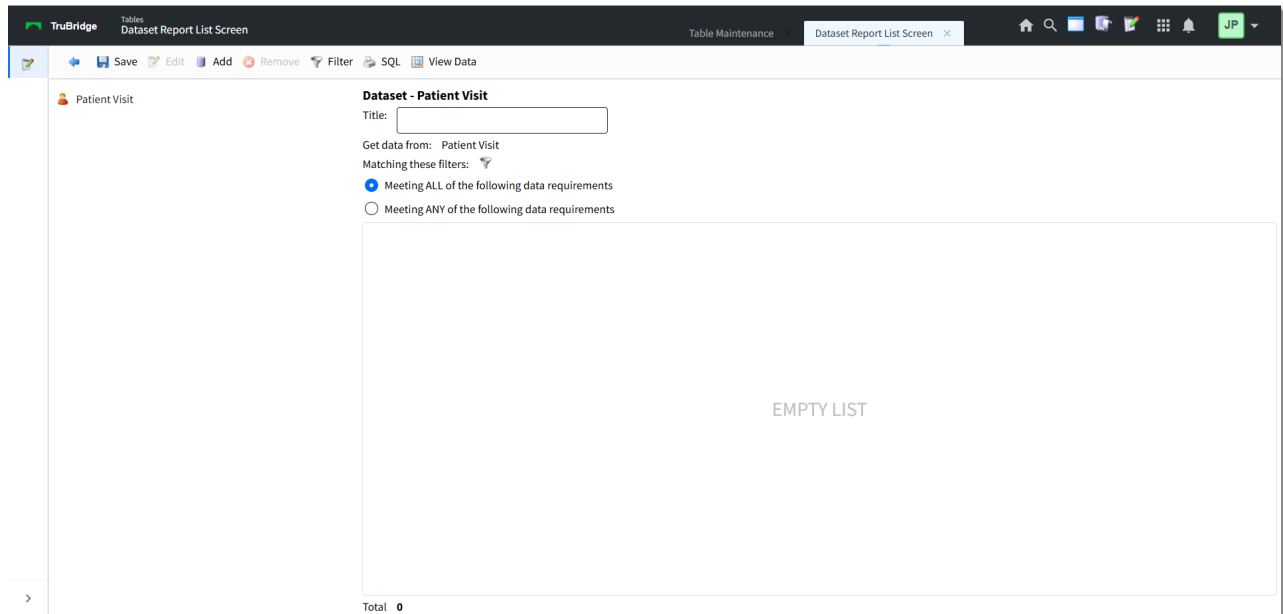 TruBridge
Tables
Dataset Report List Screen
Table Maintenance ×
Dataset Report List Screen ×
JP
Save Edit Add Remove Filter SQL View Data
Patient Visit
Dataset - Patient Visit
Title:
Get data from: Patient Visit
Matching these filters:
Meeting ALL of the following data requirements
Meeting ANY of the following data requirements
EMPTY LIST
Total 0